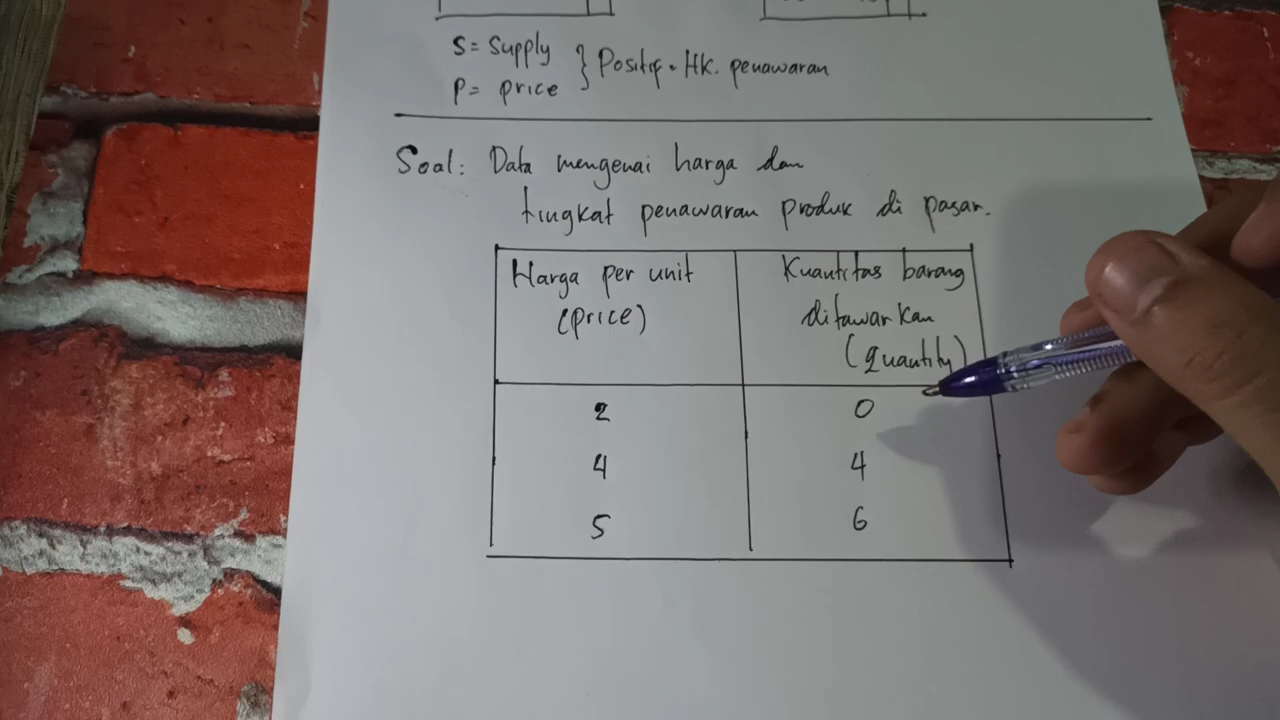 S = Supply
P = price
} Positif = Hk. penawaran
Soal: Data mengenai harga dan
tingkat penawaran produk di pasar.
Harga per unit
(price)
Kuantitas barang
ditawarkan
(quantity)
2 0
4 4
5 6